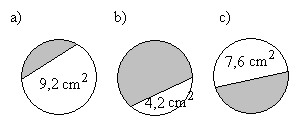 a) b) c)
9,2 cm²
4,2 cm²
7,6 cm²